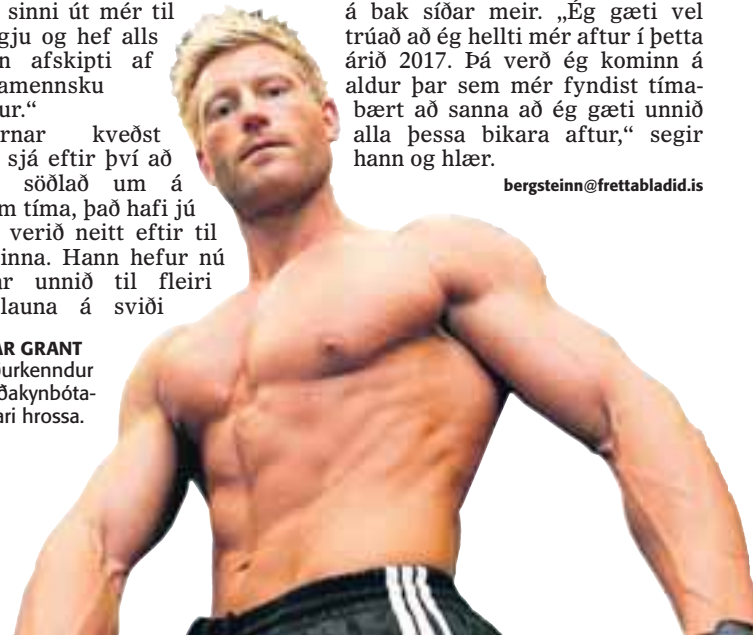 sinni út mér til
gju og hef alls
n afskipti af
amennsku
ur.“
rnar kveðst
sjá eftir því að
söðlað um á
m tíma, það hafi jú
verið neitt eftir til
inna. Hann hefur nú
ar unnið til fleiri
launa á sviði
AR GRANT
urkenndur
ðakynbóta-
ari hrossa.
á bak síðar meir. „Ég gæti vel
trúað að ég hellti mér aftur í þetta
árið 2017. Þá verð ég kominn á
aldur þar sem mér fyndist tíma-
bært að sanna að ég gæti unnið
alla þessa bikara aftur,“ segir
hann og hlær.
bergsteinn@frettabladid.is